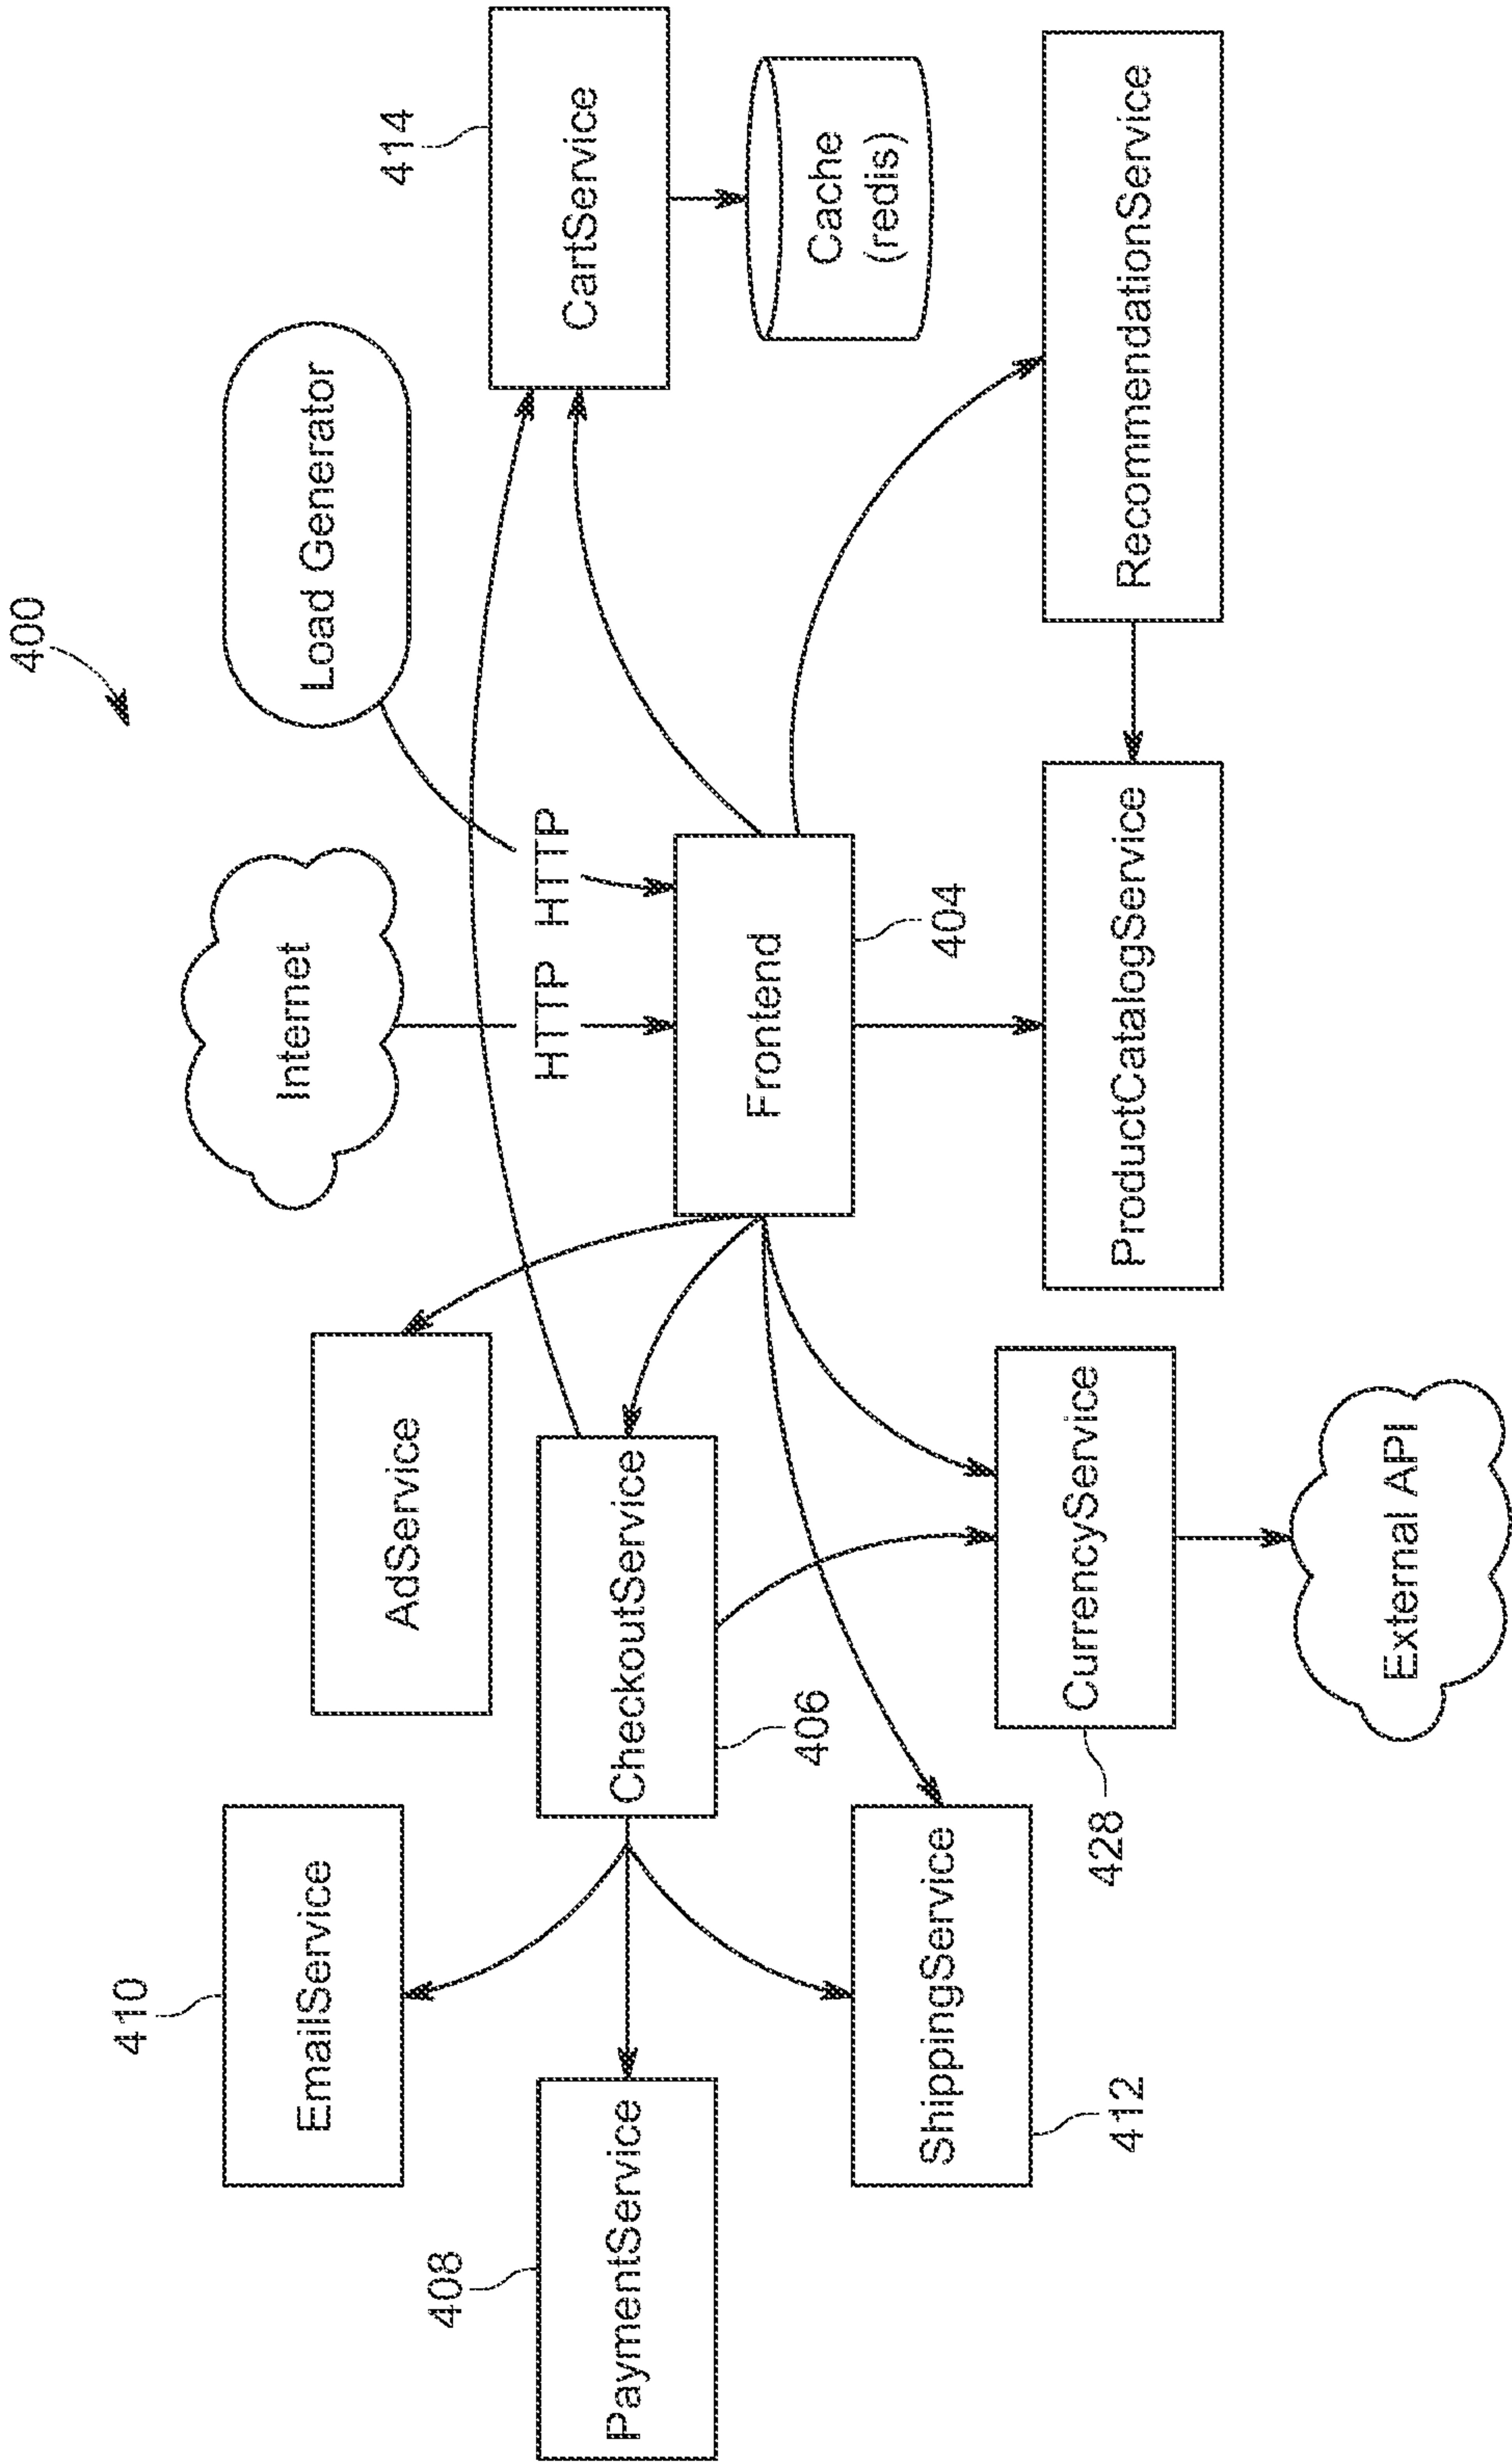 400
Internet
Load Generator
410
EmailService
AdService
414
CartService
408
PaymentService
CheckoutService
HTTP
HTTP
406
Frontend
404
Cache
(redis)
ShippingService
412
CurrencyService
428
ProductCatalogService
RecommendationService
External API